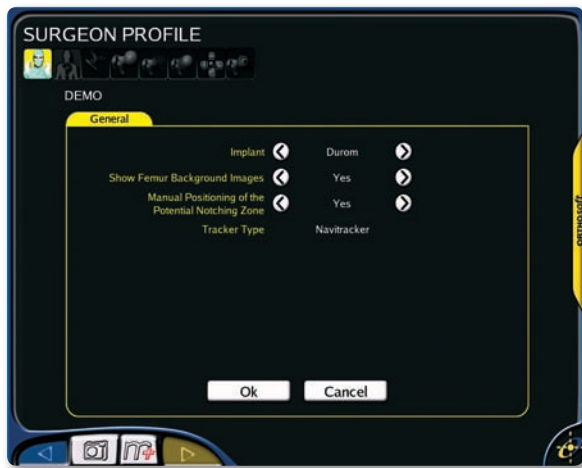 SURGEON PROFILE
DEMO
General
Implant Durom
Show Femur Background Images Yes
Manual Positioning of the
Potential Notching Zone Yes
Tracker Type Navitracker
ORTHOsoft
Ok Cancel